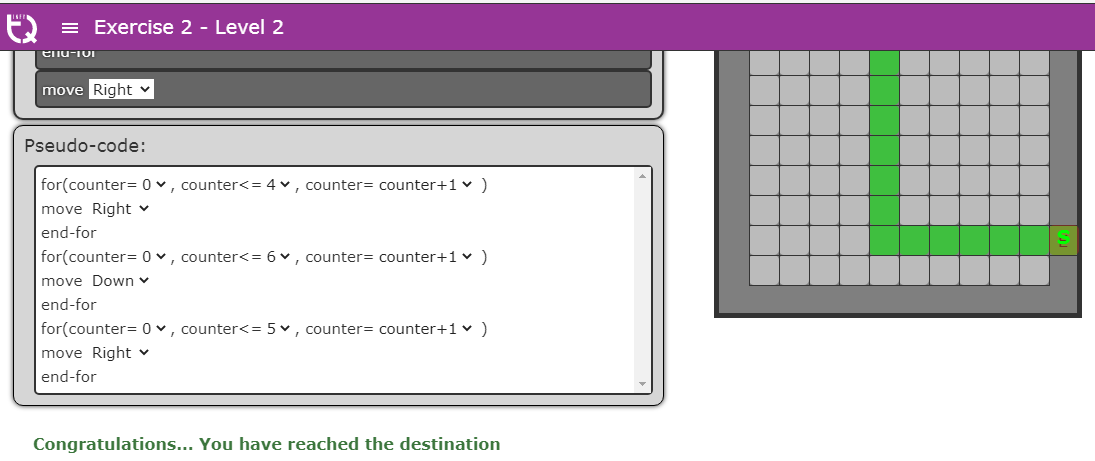 INFY
TQ
Exercise 2 - Level 2
end-for
move Right
Pseudo-code:
for(counter= 0 , counter<= 4 , counter= counter+1 )
move Right
end-for
for(counter= 0 , counter<= 6 , counter= counter+1 )
move Down
end-for
for(counter= 0 , counter<= 5 , counter= counter+1 )
move Right
end-for
Congratulations... You have reached the destination
S